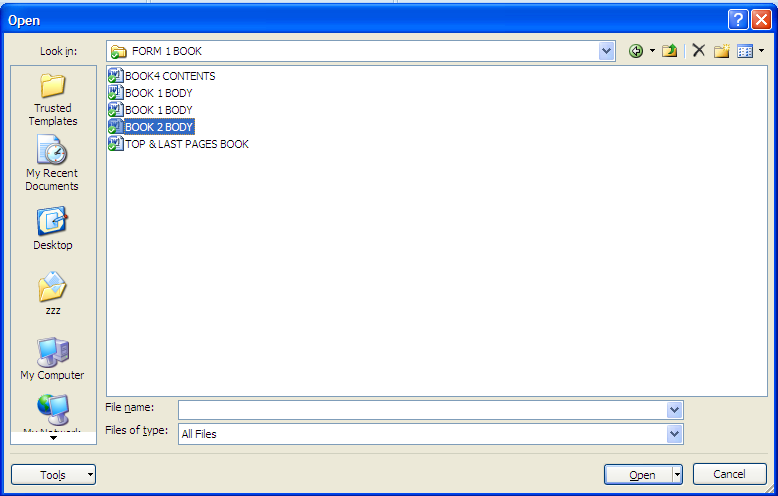 Open
Look in:
FORM 1 BOOK
Trusted
Templates
My Recent
Documents
Desktop
zzz
My Computer
My Network
BOOK4 CONTENTS
BOOK 1 BODY
BOOK 1 BODY
BOOK 2 BODY
TOP & LAST PAGES BOOK
File name:
Files of type:
All Files
Tools
Open
Cancel